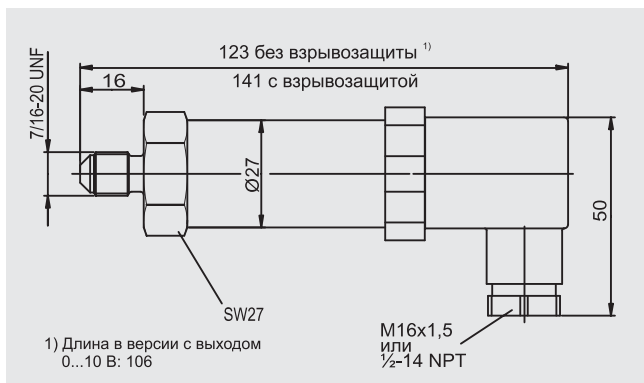 123 без взрывозащиты 1)
141 с взрывозащитой
16
7/16-20 UNF
Ø27
50
SW27
1) Длина в версии с выходом
0...10 В: 106
M16x1,5
или
½-14 NPT